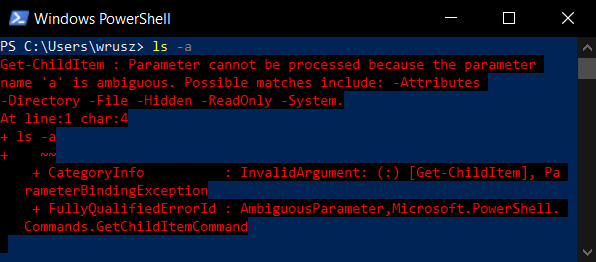 Windows PowerShell
PS C:\Users\wrusz> ls -a
Get-ChildItem : Parameter cannot be processed because the parameter
name 'a' is ambiguous. Possible matches include: -Attributes
-Directory -File -Hidden -ReadOnly -System.
At line:1 char:4
+ ls -a
+    ~~
    + CategoryInfo          : InvalidArgument: (:) [Get-ChildItem], Pa
   rameterBindingException
    + FullyQualifiedErrorId : AmbiguousParameter,Microsoft.PowerShell.
   Commands.GetChildItemCommand